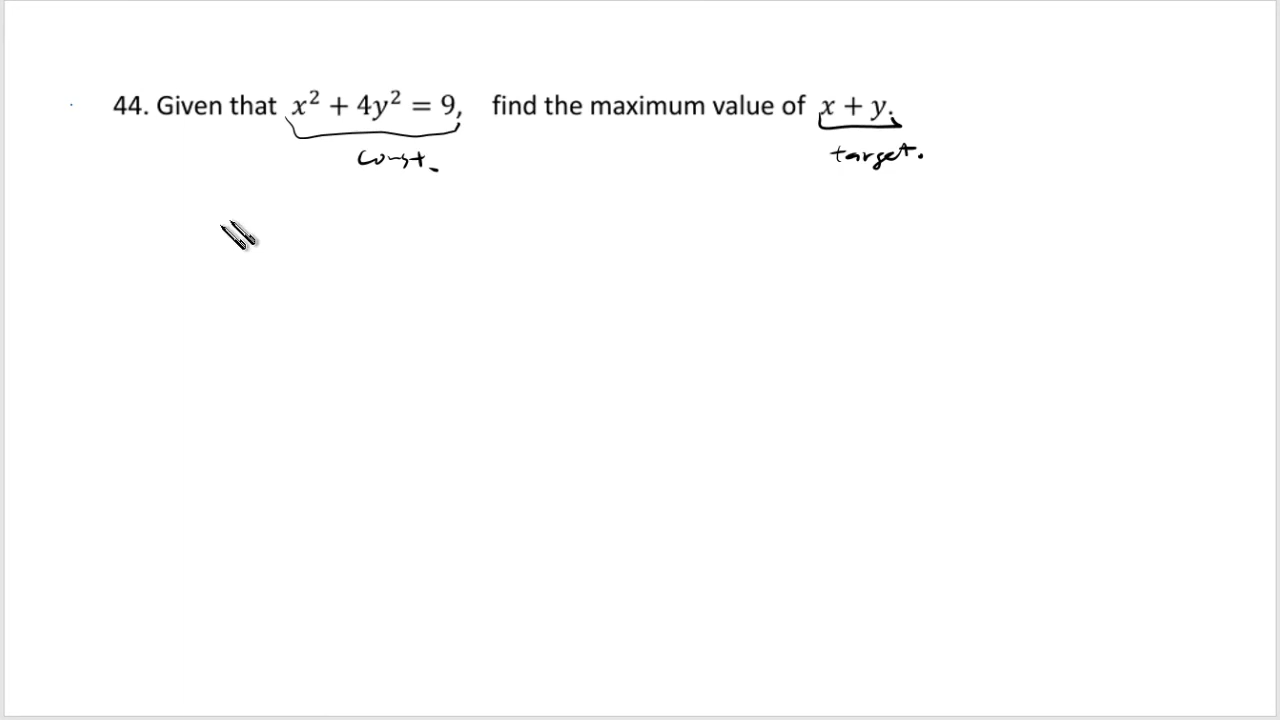 44. Given that x² + 4y² = 9, find the maximum value of x + y.
const. target.